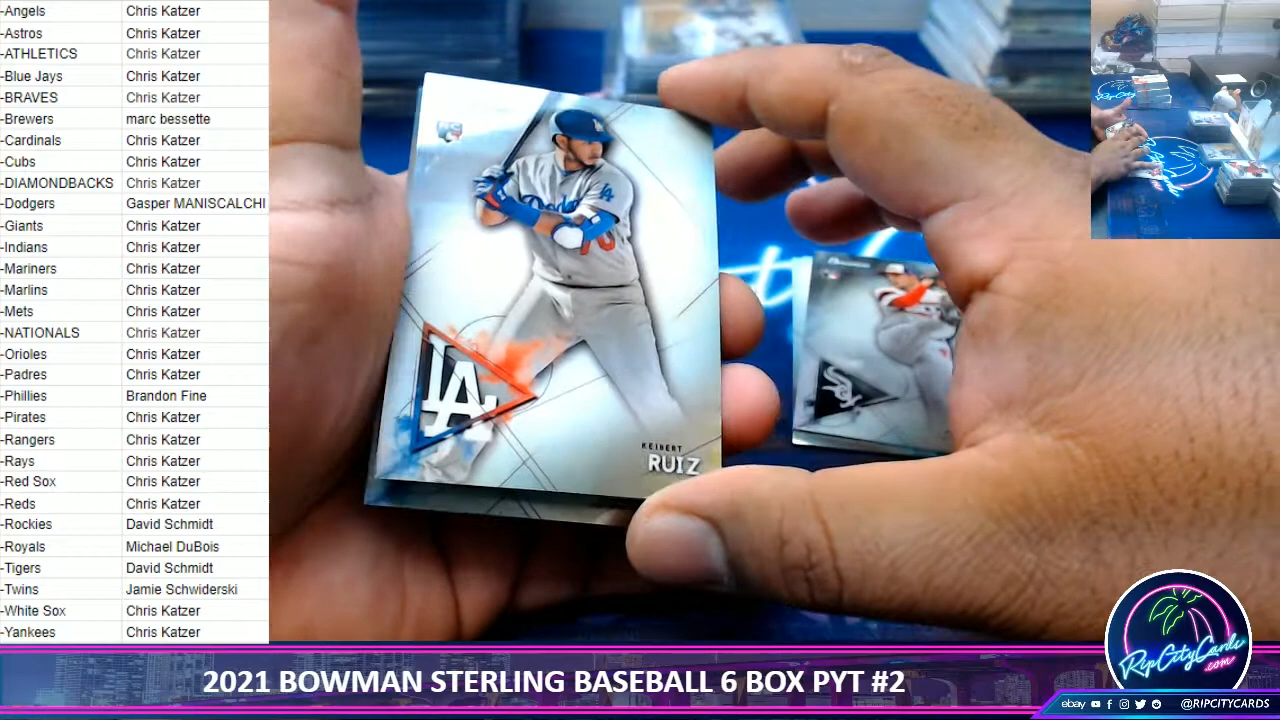 -Angels Chris Katzer
-Astros Chris Katzer
-ATHLETICS Chris Katzer
-Blue Jays Chris Katzer
-BRAVES Chris Katzer
-Brewers marc bessette
-Cardinals Chris Katzer
-Cubs Chris Katzer
-DIAMONDBACKS Chris Katzer
-Dodgers Gasper MANISCALCHI
-Giants Chris Katzer
-Indians Chris Katzer
-Mariners Chris Katzer
-Marlins Chris Katzer
-Mets Chris Katzer
-NATIONALS Chris Katzer
-Orioles Chris Katzer
-Padres Chris Katzer
-Phillies Brandon Fine
-Pirates Chris Katzer
-Rangers Chris Katzer
-Rays Chris Katzer
-Red Sox Chris Katzer
-Reds Chris Katzer
-Rockies David Schmidt
-Royals Michael DuBois
-Tigers David Schmidt
-Twins Jamie Schwiderski
-White Sox Chris Katzer
-Yankees Chris Katzer
RC
LA
Dodgers
LA
KEIBERT
RUIZ
Sox
RipCityCards
.com
2021 BOWMAN STERLING BASEBALL 6 BOX PYT #2
ebay @RIPCITYCARDS